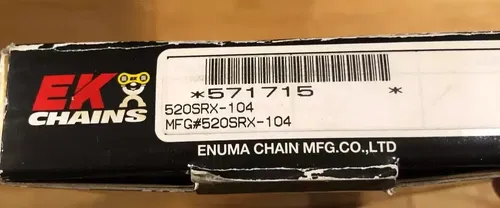 EK
CHAINS
*571715 *
520SRX-104
MFG#520SRX-104
ENUMA CHAIN MFG.CO.,LTD